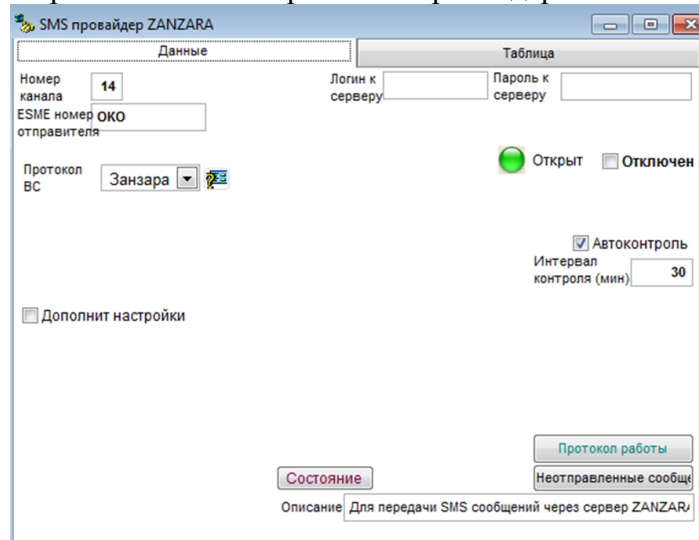 SMS провайдер ZANZARA
Данные
Таблица
Номер канала
14
Логин к серверу
Пароль к серверу
ESME номер отправителя
ОКО
Открыт
Отключен
Протокол ВС
Занзара
Автоконтроль
Интервал контроля (мин)
30
Дополнит настройки
Протокол работы
Состояние
Неотправленные сообще
Описание
Для передачи SMS сообщений через сервер ZANZAR